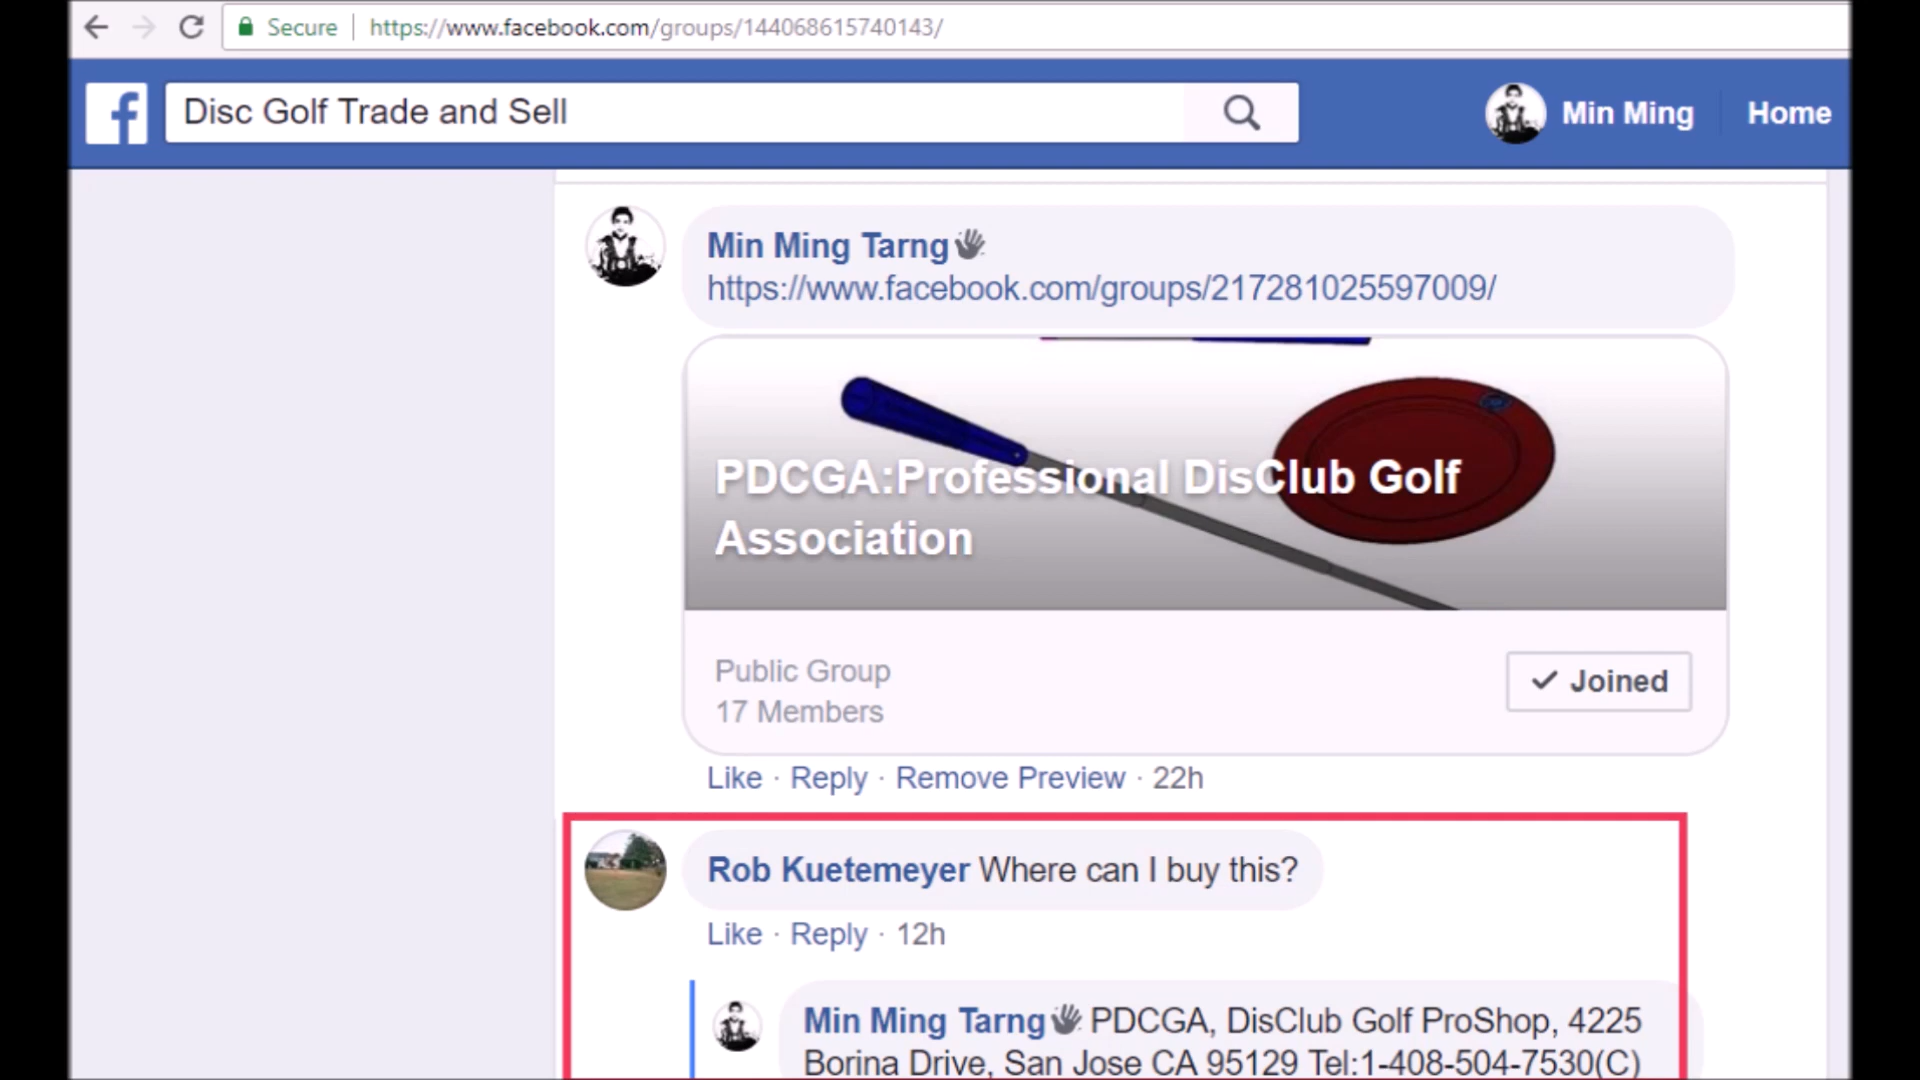 Secure https://www.facebook.com/groups/144068615740143/
Disc Golf Trade and Sell
Min Ming
Home
Min Ming Tarng
https://www.facebook.com/groups/217281025597009/
PDCGA:Professional DisClub Golf
Association
Public Group
17 Members
Joined
Like · Reply · Remove Preview · 22h
Rob Kuetemeyer Where can I buy this?
Like · Reply · 12h
Min Ming Tarng PDCGA, DisClub Golf ProShop, 4225
Borina Drive, San Jose CA 95129 Tel:1-408-504-7530(C)